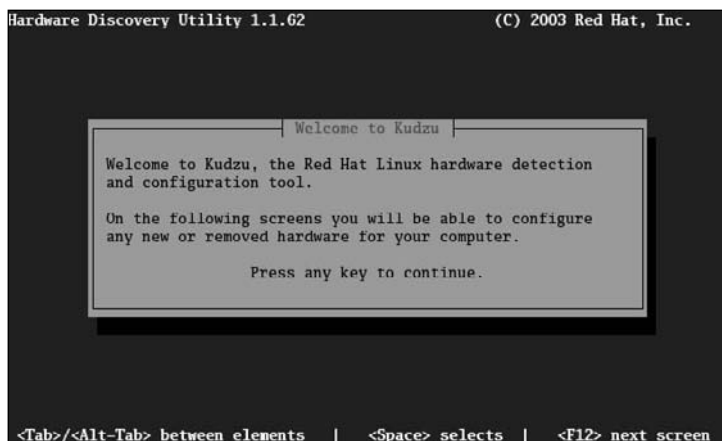 Hardware Discovery Utility 1.1.62 (C) 2003 Red Hat, Inc.
Welcome to Kudzu
Welcome to Kudzu, the Red Hat Linux hardware detection
and configuration tool.
On the following screens you will be able to configure
any new or removed hardware for your computer.
Press any key to continue.
<Tab>/<Alt-Tab> between elements | <Space> selects | <F12> next screen